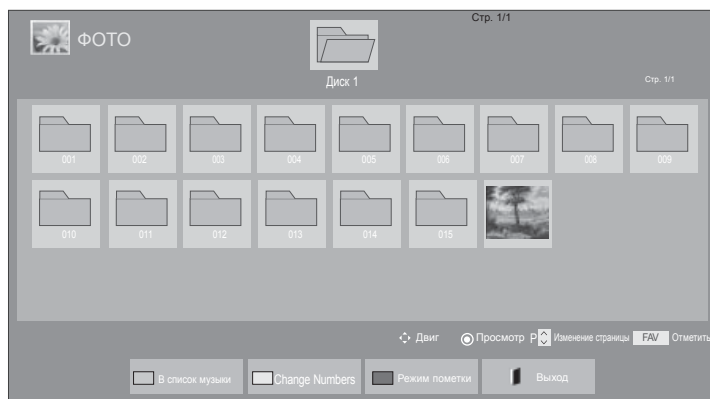 Стр. 1/1
ФОТО
Диск 1
Стр. 1/1
001 002 003 004 005 006 007 008 009
010 011 012 013 014 015
Двиг Просмотр P Изменение страницы FAV Отметить
В список музыки Change Numbers Режим пометки Выход